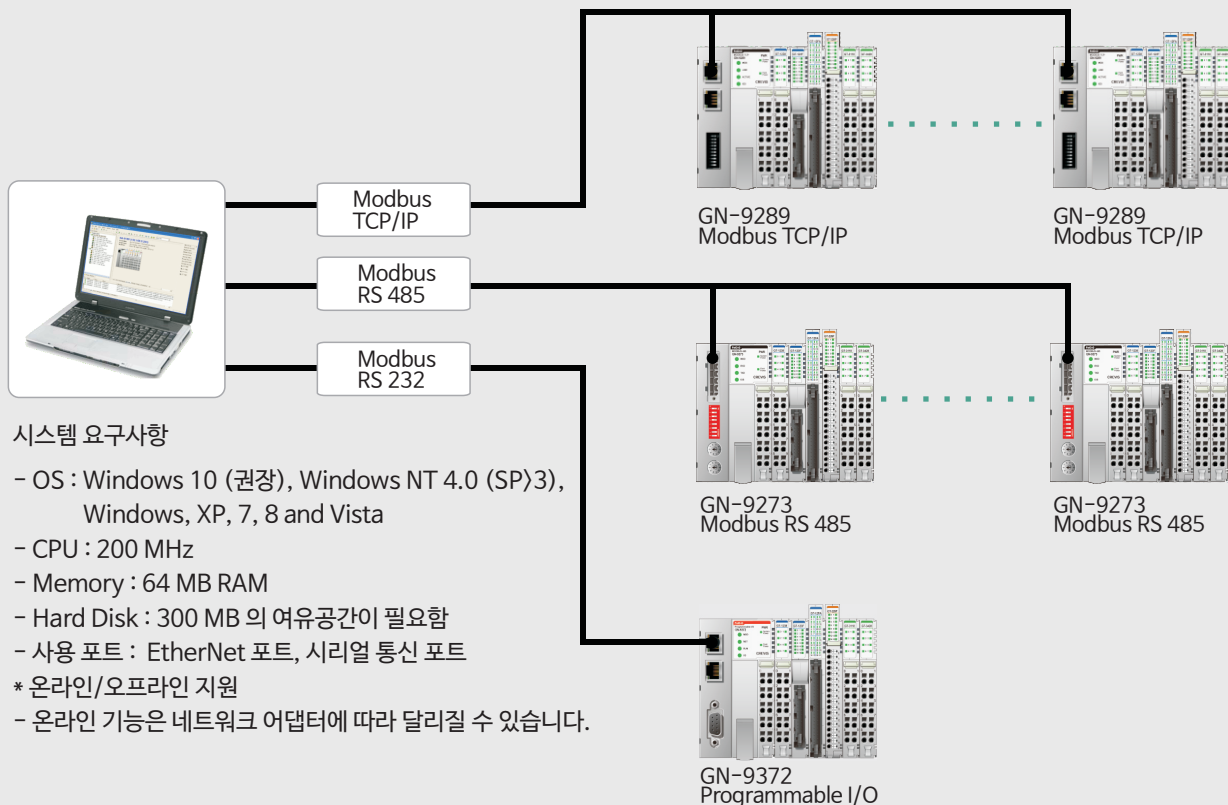 Modbus
TCP/IP
Modbus
RS 485
Modbus
RS 232
GN-9289
Modbus TCP/IP
GN-9289
Modbus TCP/IP
GN-9273
Modbus RS 485
GN-9273
Modbus RS 485
GN-9372
Programmable I/O
시스템 요구사항
- OS : Windows 10 (권장), Windows NT 4.0 (SP>3),
Windows, XP, 7, 8 and Vista
- CPU : 200 MHz
- Memory : 64 MB RAM
- Hard Disk : 300 MB 의 여유공간이 필요함
- 사용 포트 : EtherNet 포트, 시리얼 통신 포트
* 온라인/오프라인 지원
- 온라인 기능은 네트워크 어댑터에 따라 달리질 수 있습니다.